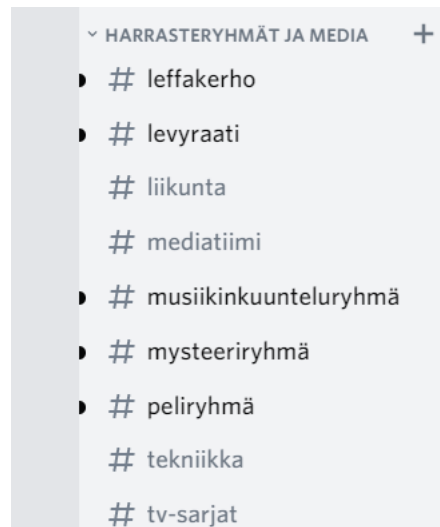 HARRASTERYHMÄT JA MEDIA +
# leffakerho
# levyraati
# liikunta
# mediatiimi
# musiikinkuunteluryhmä
# mysteeriryhmä
# peliryhmä
# tekniikka
# tv-sarjat